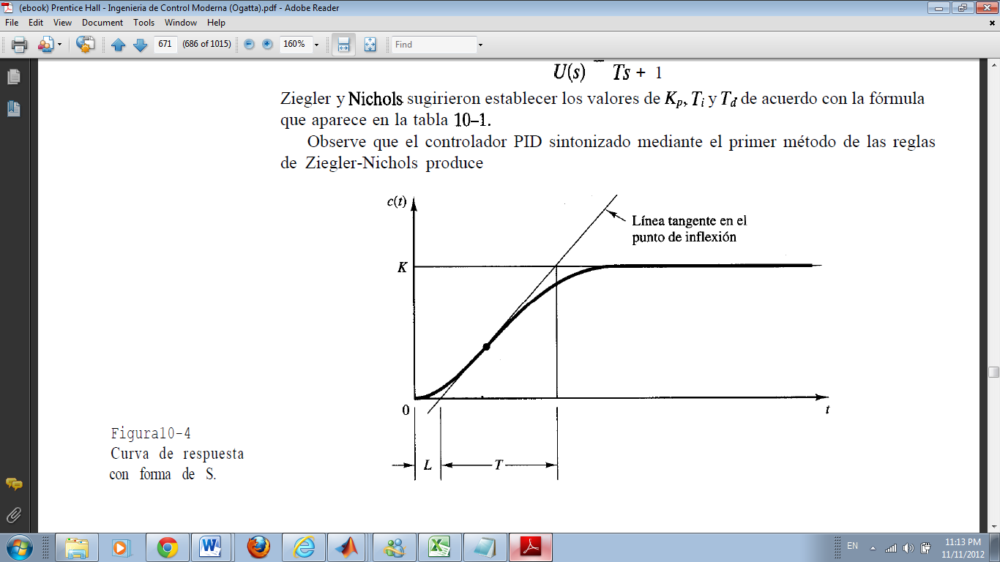 (ebook) Prentice Hall - Ingenieria de Control Moderna (Ogatta).pdf - Adobe Reader
File Edit View Document Tools Window Help
671 (686 of 1015) 160% Find
U(s) = Ts + 1
Ziegler y Nichols sugirieron establecer los valores de Kp, Ti y Td de acuerdo con la fórmula
que aparece en la tabla 10–1.
Observe que el controlador PID sintonizado mediante el primer método de las reglas
de Ziegler-Nichols produce
c(t)
Línea tangente en el
punto de inflexión
K
0
t
L
T
Figura10-4
Curva de respuesta
con forma de S.
EN
11:13 PM
11/11/2012